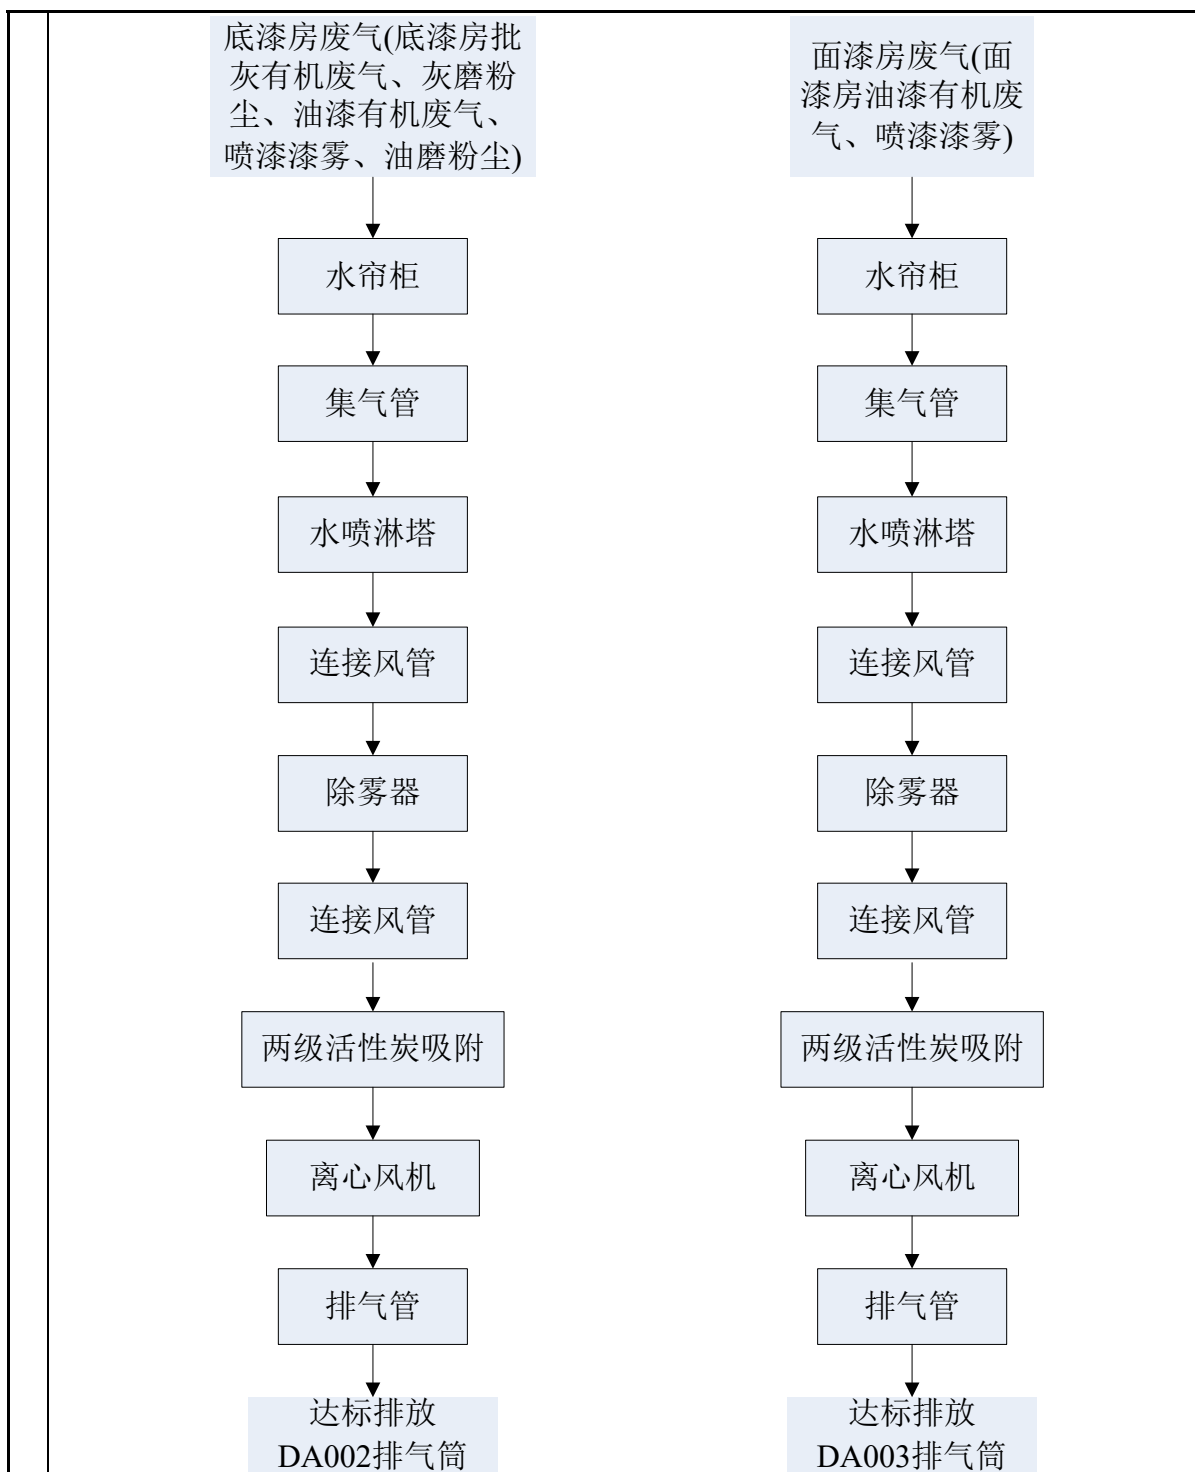 底漆房废气(底漆房批
灰有机废气、灰磨粉
尘、油漆有机废气、
喷漆漆雾、油磨粉尘)
水帘柜
集气管
水喷淋塔
连接风管
除雾器
连接风管
两级活性炭吸附
离心风机
排气管
达标排放
DA002排气筒
面漆房废气(面
漆房油漆有机废
气、喷漆漆雾)
水帘柜
集气管
水喷淋塔
连接风管
除雾器
连接风管
两级活性炭吸附
离心风机
排气管
达标排放
DA003排气筒